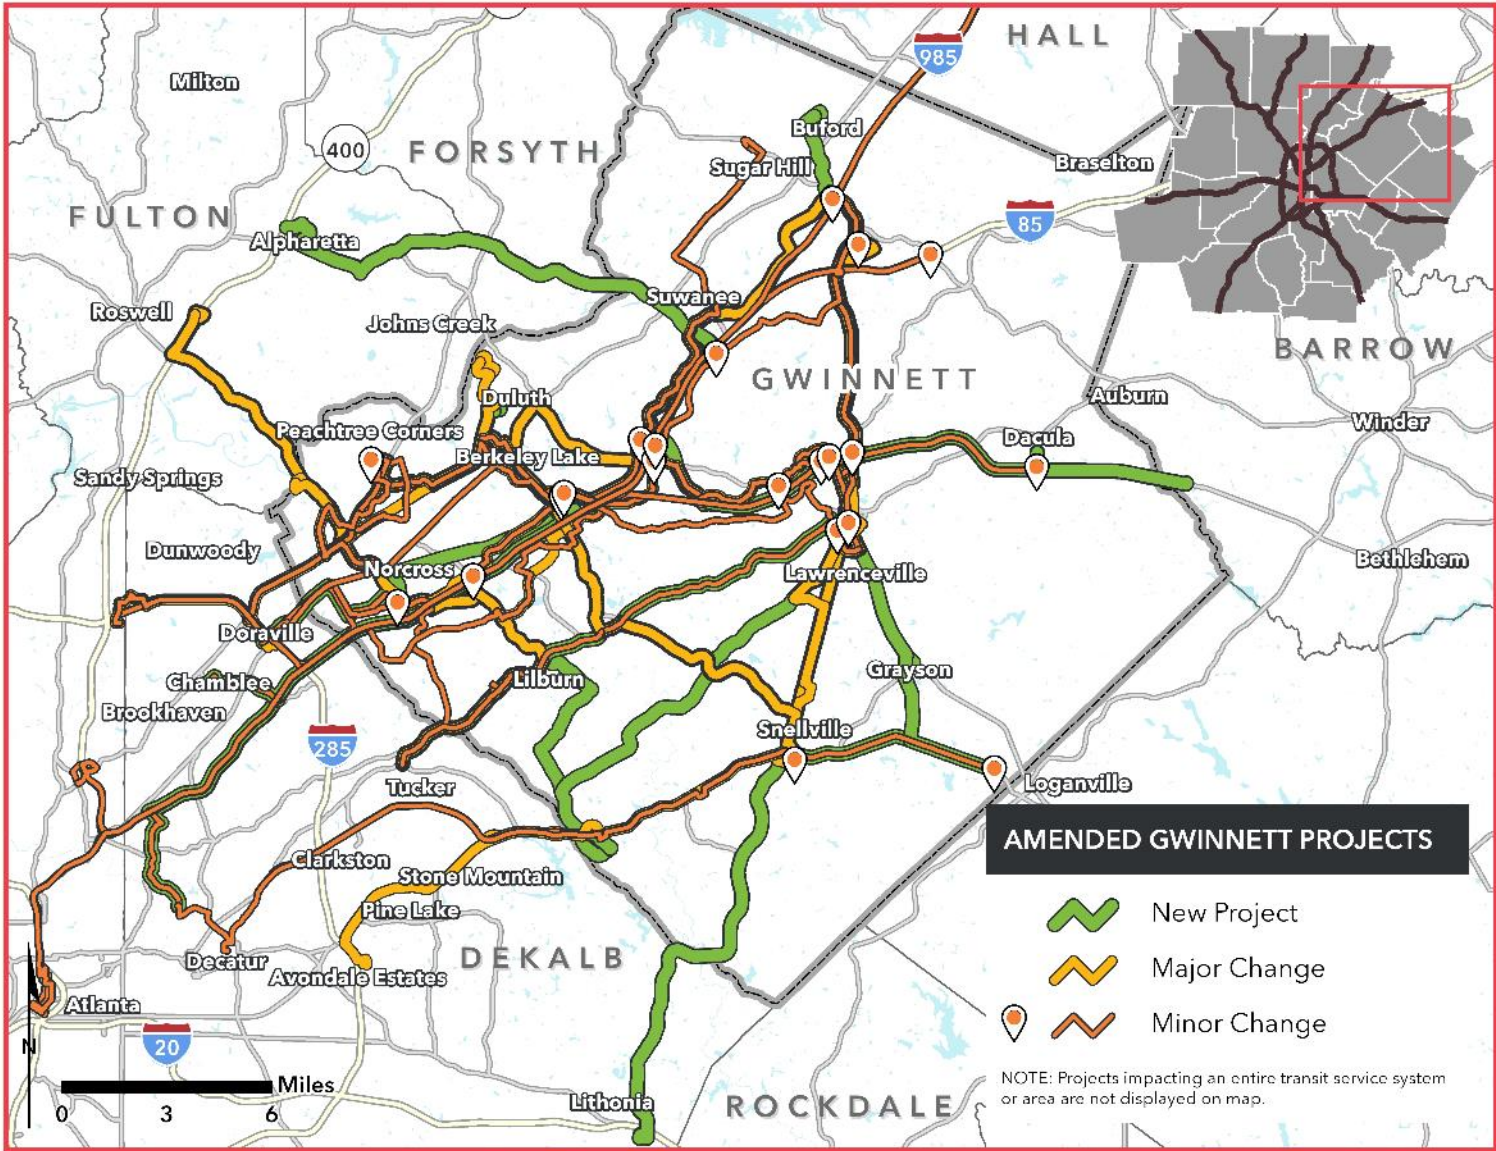 HALL
985
Milton
Buford
400
FORSYTH
Sugar Hill
Braselton
FULTON
85
Alpharetta
Suwanee
Roswell
Johns Creek
BARROW
GWINNETT
Duluth
Auburn
Winder
Peachtree Corners
Dacula
Berkeley Lake
Sandy Springs
Dunwoody
Bethlehem
Norcross
Lawrenceville
Doraville
Grayson
Chamblee
Lilburn
Brookhaven
Snellville
285
Tucker
Loganville
AMENDED GWINNETT PROJECTS
Clarkston
Stone Mountain
Pine Lake
New Project
Decatur
DEKALB
Avondale Estates
Major Change
Atlanta
Minor Change
N
20
NOTE: Projects impacting an entire transit service system
or area are not displayed on map.
Miles
0 3 6
Lithonia
ROCKDALE